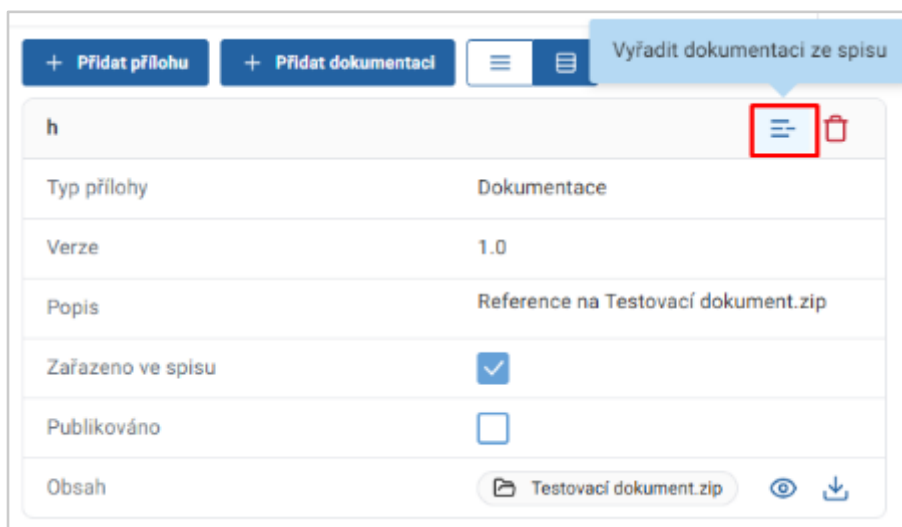 + Přidat přílohu
+ Přidat dokumentaci
Vyřadit dokumentaci ze spisu
h
Typ přílohy Dokumentace
Verze 1.0
Popis Reference na Testovací dokument.zip
Zařazeno ve spisu
Publikováno
Obsah Testovací dokument.zip